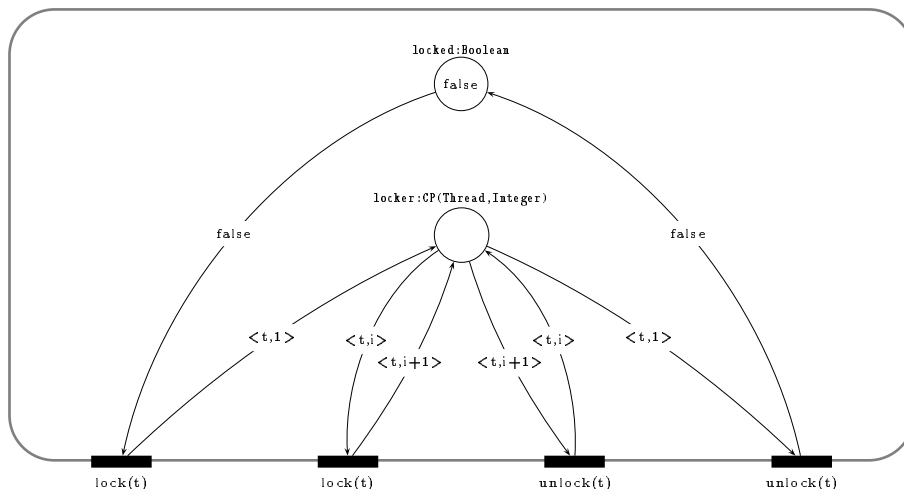 locked:Boolean
false
locker:CP(Thread,Integer)
false
false
<t,1>
<t,i>
<t,i>
<t,1>
<t,i+1>
<t,i+1>
lock(t)
lock(t)
unlock(t)
unlock(t)